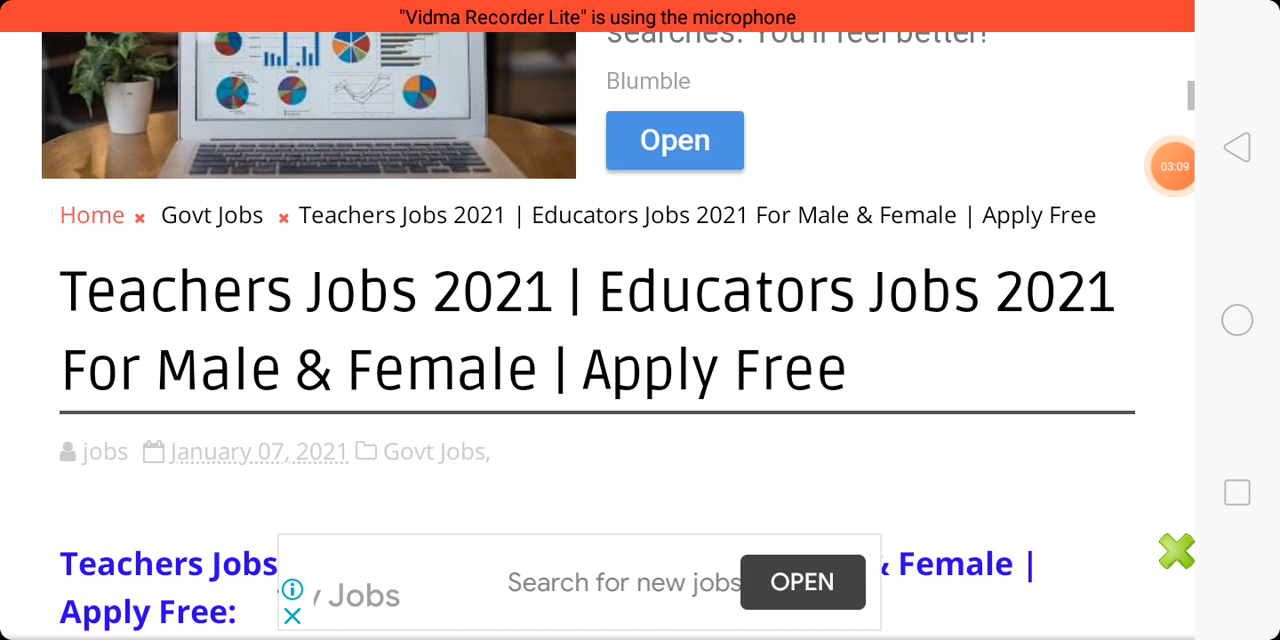 "Vidma Recorder Lite" is using the microphone
Searches. You'll feel better!
Blumble
Open
03:09
Home × Govt Jobs × Teachers Jobs 2021 | Educators Jobs 2021 For Male & Female | Apply Free
Teachers Jobs 2021 | Educators Jobs 2021
For Male & Female | Apply Free
jobs January 07, 2021 Govt Jobs,
Teachers Jobs & Female |
Jobs Search for new jobs OPEN
Apply Free: